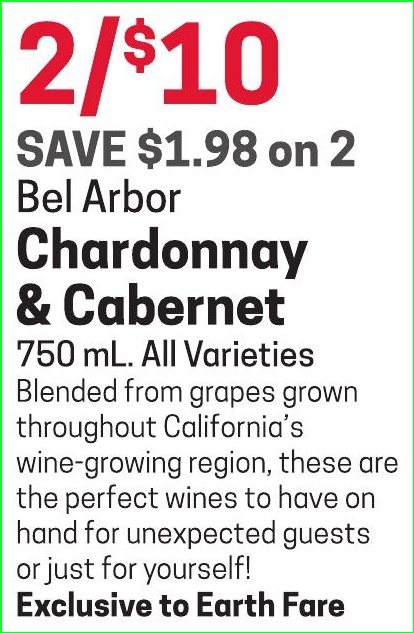 2/$10
SAVE $1.98 on 2
Bel Arbor
Chardonnay
& Cabernet
750 mL. All Varieties
Blended from grapes grown
throughout California's
wine-growing region, these are
the perfect wines to have on
hand for unexpected guests
or just for yourself!
Exclusive to Earth Fare